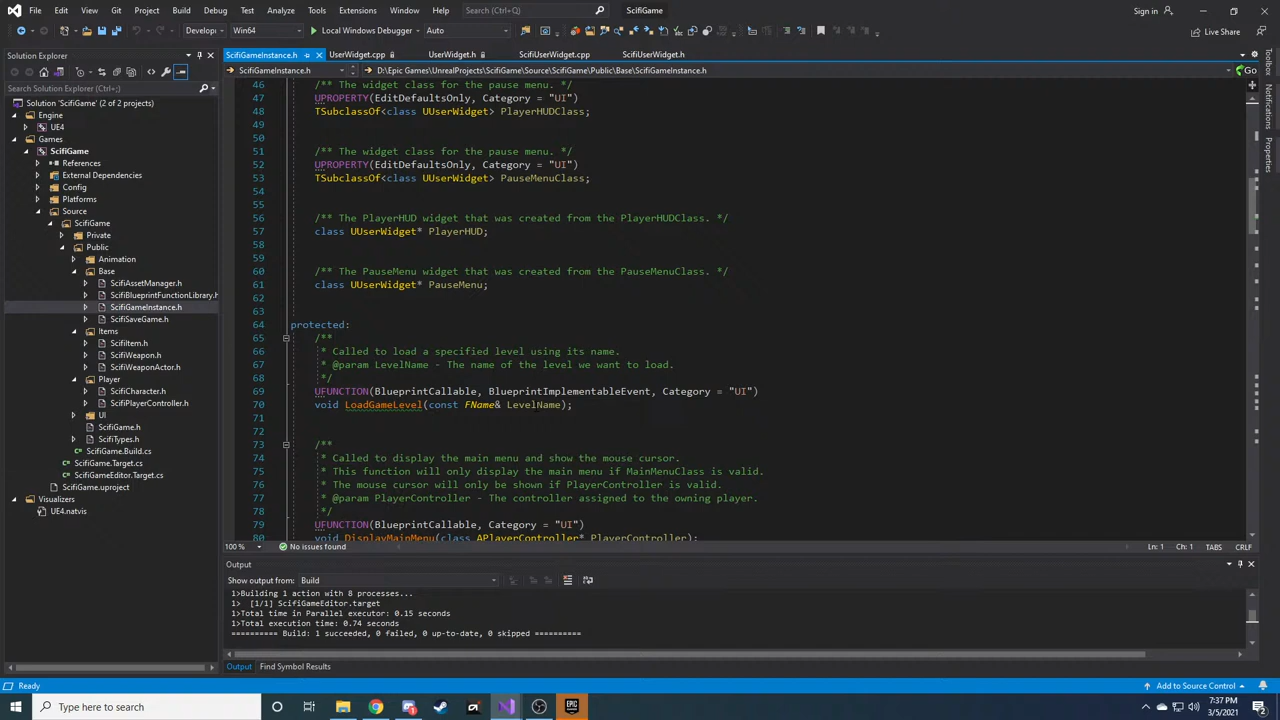 File Edit View Git Project Build Debug Test Analyze Tools Extensions Window Help Search (Ctrl+Q) ScifiGame Sign in
Develop Win64 Local Windows Debugger Auto Live Share
Solution Explorer
ScifiGameInstance.h UserWidget.cpp UserWidget.h ScifiUserWidget.cpp ScifiUserWidget.h
ScifiGameInstance.h D:\Epic Games\UnrealProjects\ScifiGame\Source\ScifiGame\Public\Base\ScifiGameInstance.h Go
Search Solution Explorer (Ctrl+;)
Solution 'ScifiGame' (2 of 2 projects)
Engine
UE4
Games
ScifiGame
References
External Dependencies
Config
Platforms
Source
ScifiGame
Private
Public
Animation
Base
ScifiAssetManager.h
ScifiBlueprintFunctionLibrary.h
ScifiGameInstance.h
ScifiSaveGame.h
Items
ScifiItem.h
ScifiWeapon.h
ScifiWeaponActor.h
Player
ScifiCharacter.h
ScifiPlayerController.h
UI
ScifiGame.h
ScifiTypes.h
ScifiGame.Build.cs
ScifiGame.Target.cs
ScifiGameEditor.Target.cs
ScifiGame.uproject
Visualizers
UE4.natvis
46 /** The widget class for the pause menu. */
47 UPROPERTY(EditDefaultsOnly, Category = "UI")
48 TSubclassOf<class UUserWidget> PlayerHUDClass;
49
50
51 /** The widget class for the pause menu. */
52 UPROPERTY(EditDefaultsOnly, Category = "UI")
53 TSubclassOf<class UUserWidget> PauseMenuClass;
54
55
56 /** The PlayerHUD widget that was created from the PlayerHUDClass. */
57 class UUserWidget* PlayerHUD;
58
59
60 /** The PauseMenu widget that was created from the PauseMenuClass. */
61 class UUserWidget* PauseMenu;
62
63
64 protected:
65 /**
66 * Called to load a specified level using its name.
67 * @param LevelName - The name of the level we want to load.
68 */
69 UFUNCTION(BlueprintCallable, BlueprintImplementableEvent, Category = "UI")
70 void LoadGameLevel(const FName& LevelName);
71
72
73 /**
74 * Called to display the main menu and show the mouse cursor.
75 * This function will only display the main menu if MainMenuClass is valid.
76 * The mouse cursor will only be shown if PlayerController is valid.
77 * @param PlayerController - The controller assigned to the owning player.
78 */
79 UFUNCTION(BlueprintCallable, Category = "UI")
80 void DisplayMainMenu(class APlayerController* PlayerController);
100 % No issues found Ln: 1 Ch: 1 TABS CRLF
Output
Show output from: Build
1>Building 1 action with 8 processes...
1> [1/1] ScifiGameEditor.target
1>Total time in Parallel executor: 0.15 seconds
1>Total execution time: 0.74 seconds
========== Build: 1 succeeded, 0 failed, 0 up-to-date, 0 skipped ==========
Output Find Symbol Results
Ready Add to Source Control
Toolbox
Notifications
Properties
Type here to search
EPIC
7:37 PM
3/5/2021